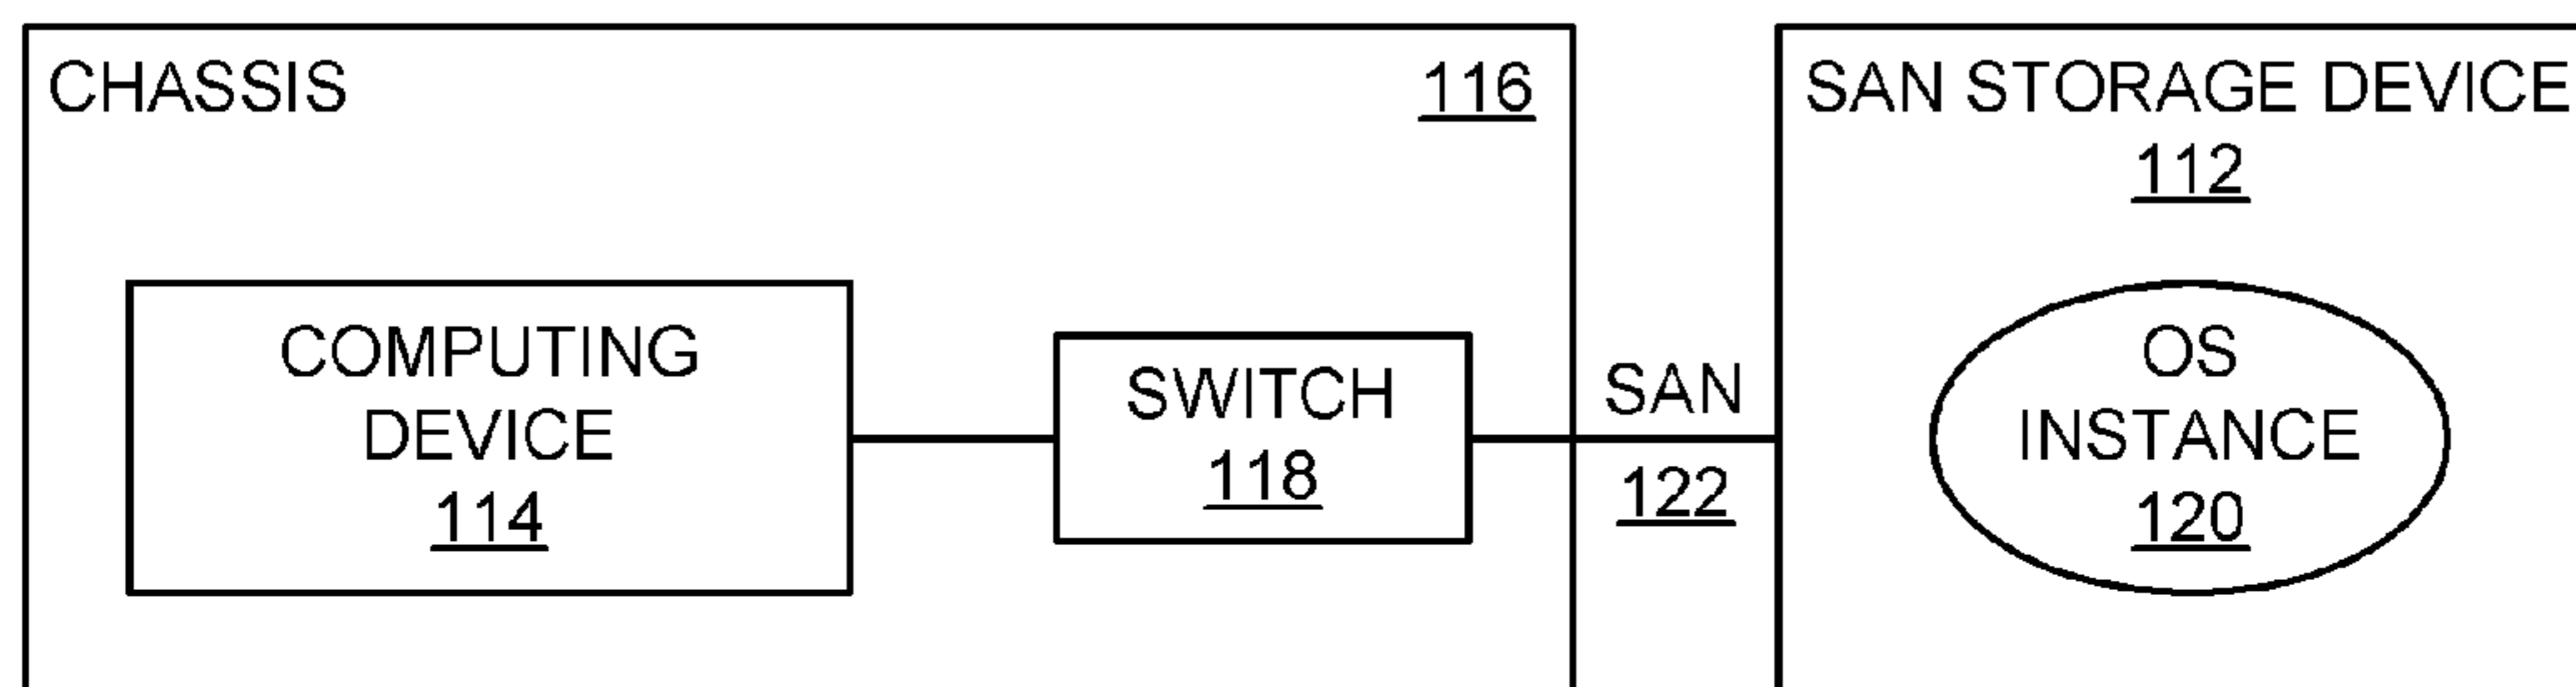 CHASSIS
116
COMPUTING
DEVICE
114
SWITCH
118
SAN
122
SAN STORAGE DEVICE
112
OS
INSTANCE
120